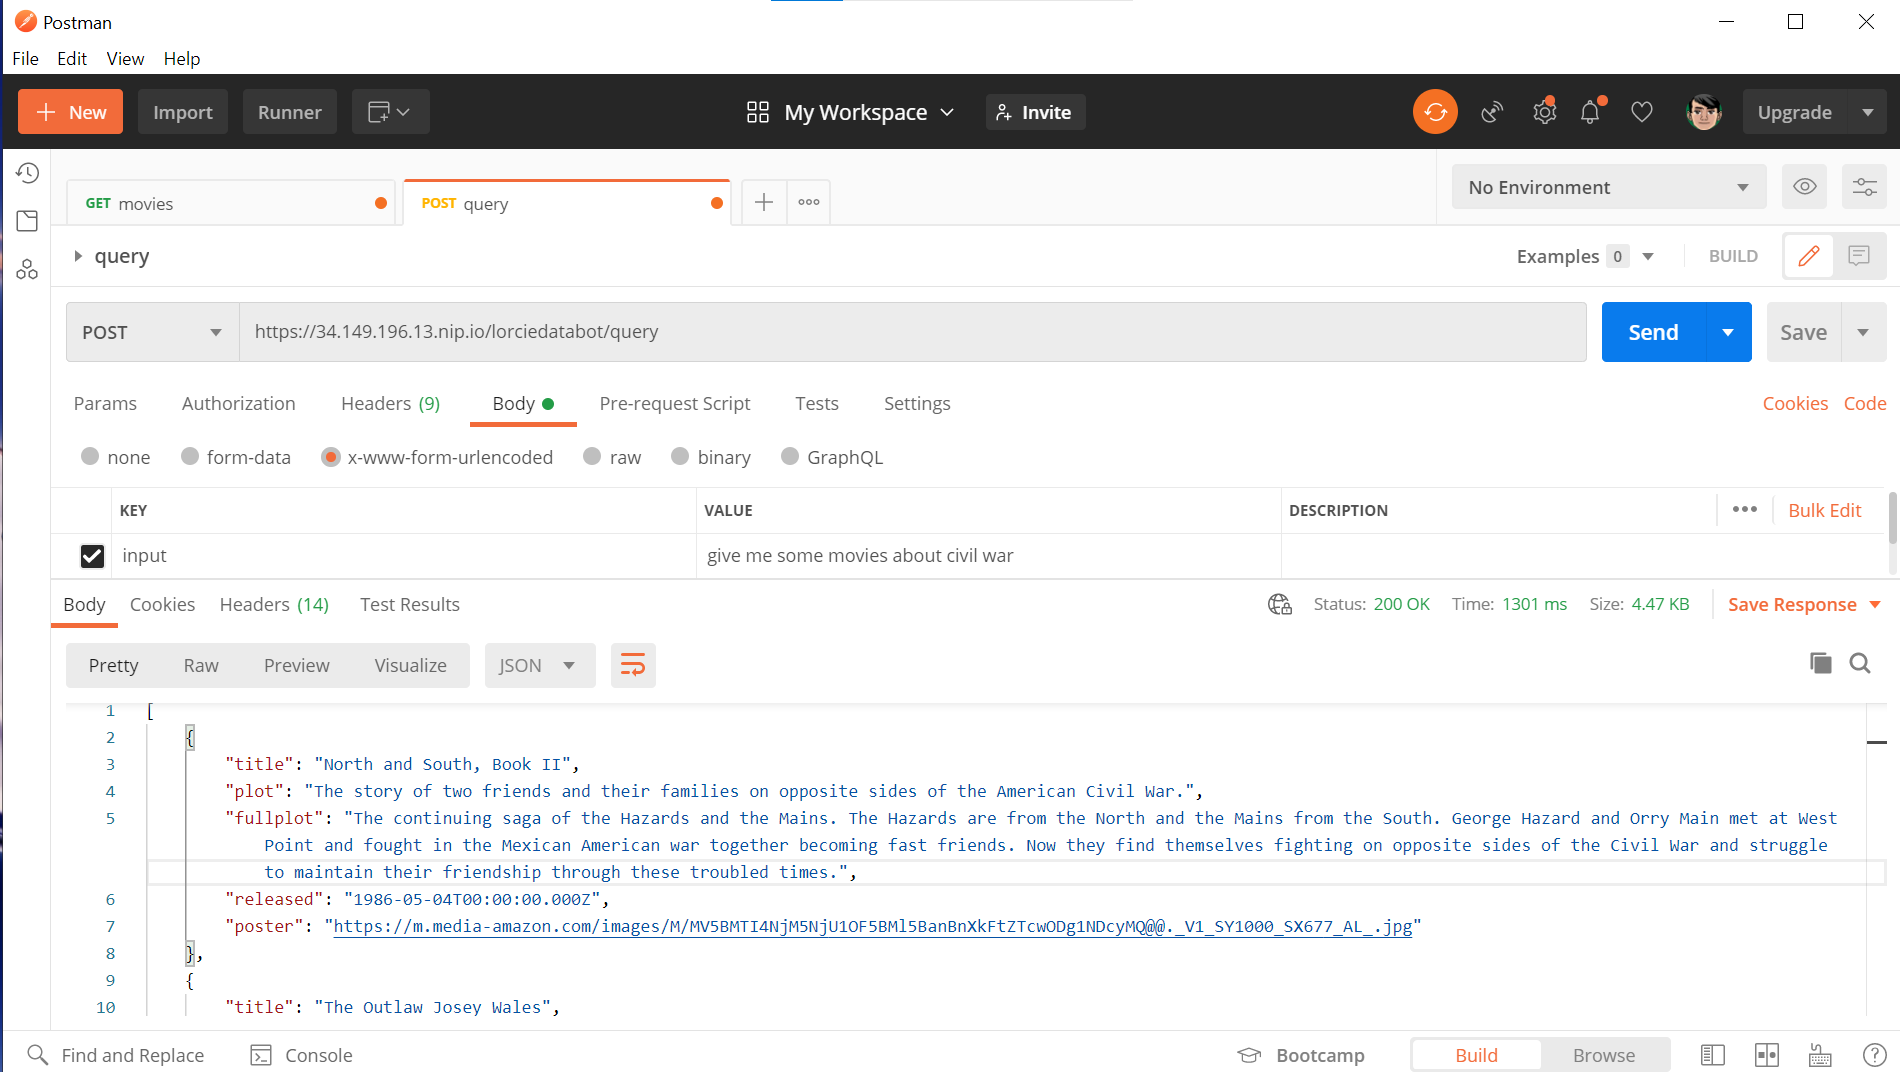 Postman
File Edit View Help
New Import Runner My Workspace Invite Upgrade
GET movies POST query No Environment
query Examples 0 BUILD
POST https://34.149.196.13.nip.io/lorciedatabot/query Send Save
Params Authorization Headers (9) Body Pre-request Script Tests Settings Cookies Code
none form-data x-www-form-urlencoded raw binary GraphQL
KEY VALUE DESCRIPTION Bulk Edit
input give me some movies about civil war
Body Cookies Headers (14) Test Results Status: 200 OK Time: 1301 ms Size: 4.47 KB Save Response
Pretty Raw Preview Visualize JSON
1 [
2 {
3 "title": "North and South, Book II",
4 "plot": "The story of two friends and their families on opposite sides of the American Civil War.",
5 "fullplot": "The continuing saga of the Hazards and the Mains. The Hazards are from the North and the Mains from the South. George Hazard and Orry Main met at West
Point and fought in the Mexican American war together becoming fast friends. Now they find themselves fighting on opposite sides of the Civil War and struggle
to maintain their friendship through these troubled times.",
6 "released": "1986-05-04T00:00:00.000Z",
7 "poster": "https://m.media-amazon.com/images/M/MV5BMTI4NjM5NjU1OF5BMl5BanBnXkFtZTcwODg1NDcyMQ@@._V1_SY1000_SX677_AL_.jpg"
8 },
9 {
10 "title": "The Outlaw Josey Wales",
Find and Replace Console Bootcamp Build Browse